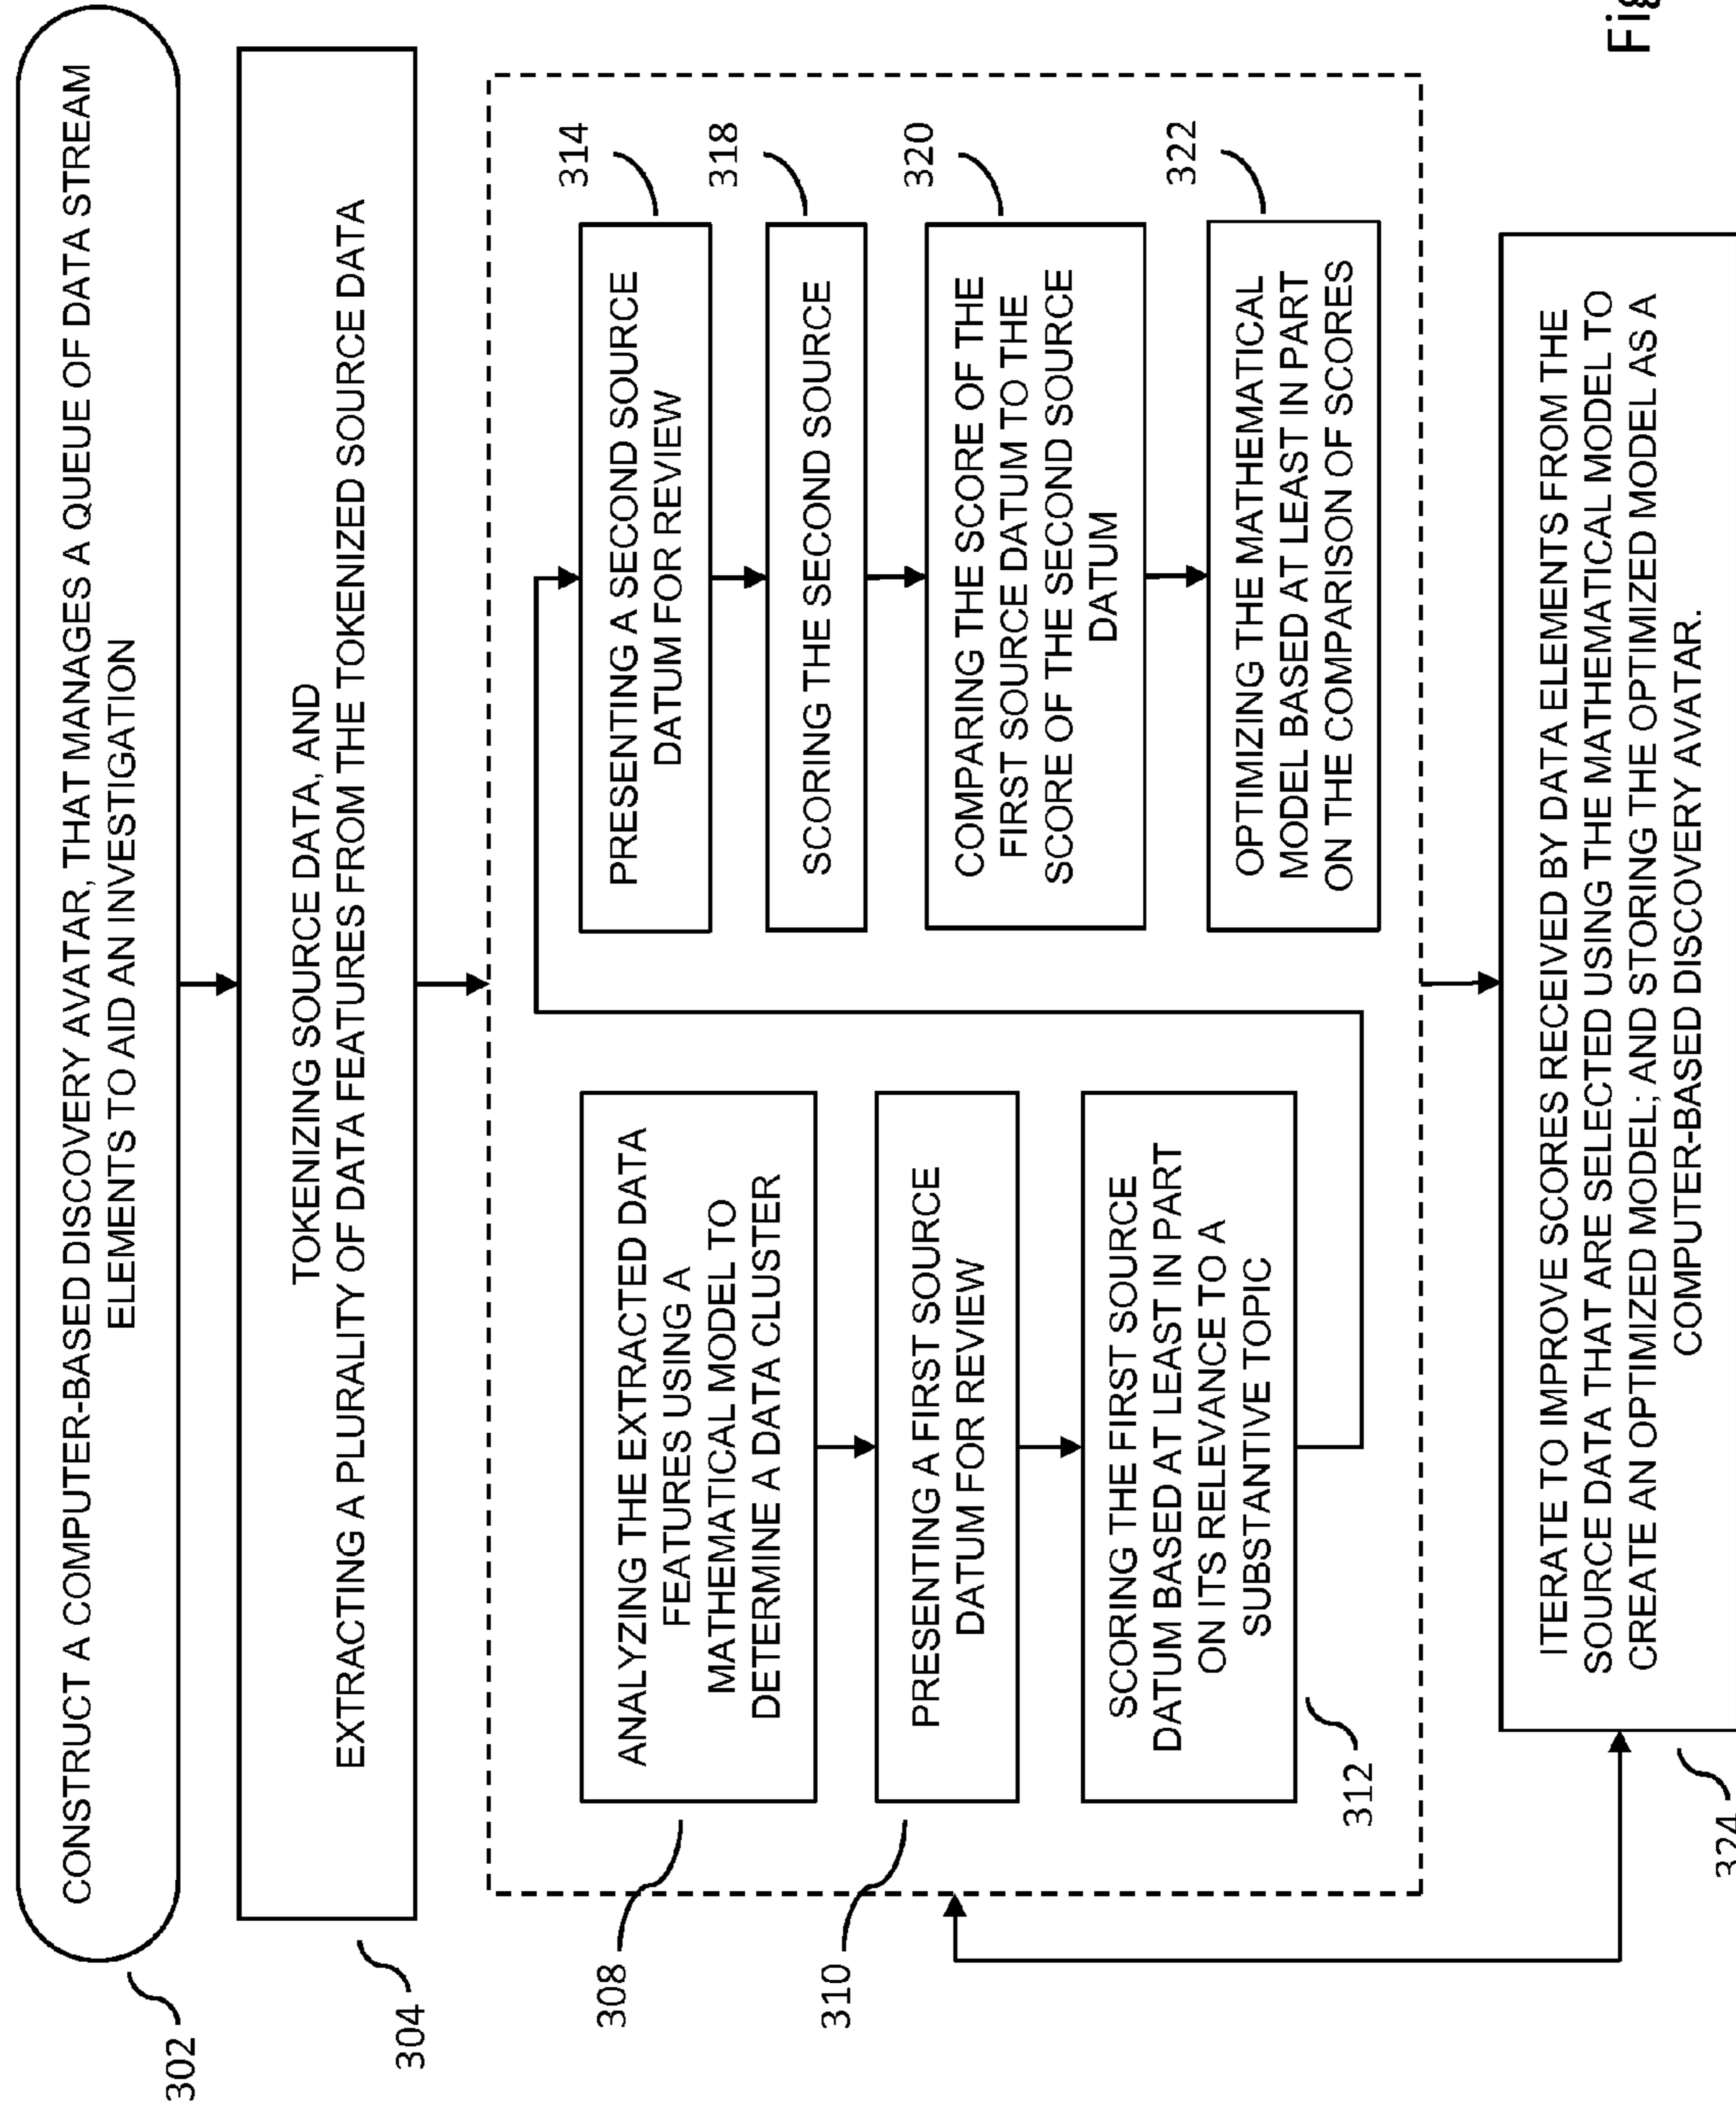 CONSTRUCT A COMPUTER-BASED DISCOVERY AVATAR, THAT MANAGES A QUEUE OF DATA STREAM
ELEMENTS TO AID AN INVESTIGATION
302
TOKENIZING SOURCE DATA, AND
EXTRACTING A PLURALITY OF DATA FEATURES FROM THE TOKENIZED SOURCE DATA
304
ANALYZING THE EXTRACTED DATA
FEATURES USING A
MATHEMATICAL MODEL TO
DETERMINE A DATA CLUSTER
308
PRESENTING A FIRST SOURCE
DATUM FOR REVIEW
310
SCORING THE FIRST SOURCE
DATUM BASED AT LEAST IN PART
ON ITS RELEVANCE TO A
SUBSTANTIVE TOPIC
312
PRESENTING A SECOND SOURCE
DATUM FOR REVIEW
314
SCORING THE SECOND SOURCE
318
COMPARING THE SCORE OF THE
FIRST SOURCE DATUM TO THE
SCORE OF THE SECOND SOURCE
DATUM
320
OPTIMIZING THE MATHEMATICAL
MODEL BASED AT LEAST IN PART
ON THE COMPARISON OF SCORES
322
ITERATE TO IMPROVE SCORES RECEIVED BY DATA ELEMENTS FROM THE
SOURCE DATA THAT ARE SELECTED USING THE MATHEMATICAL MODEL TO
CREATE AN OPTIMIZED MODEL; AND STORING THE OPTIMIZED MODEL AS A
COMPUTER-BASED DISCOVERY AVATAR.
324